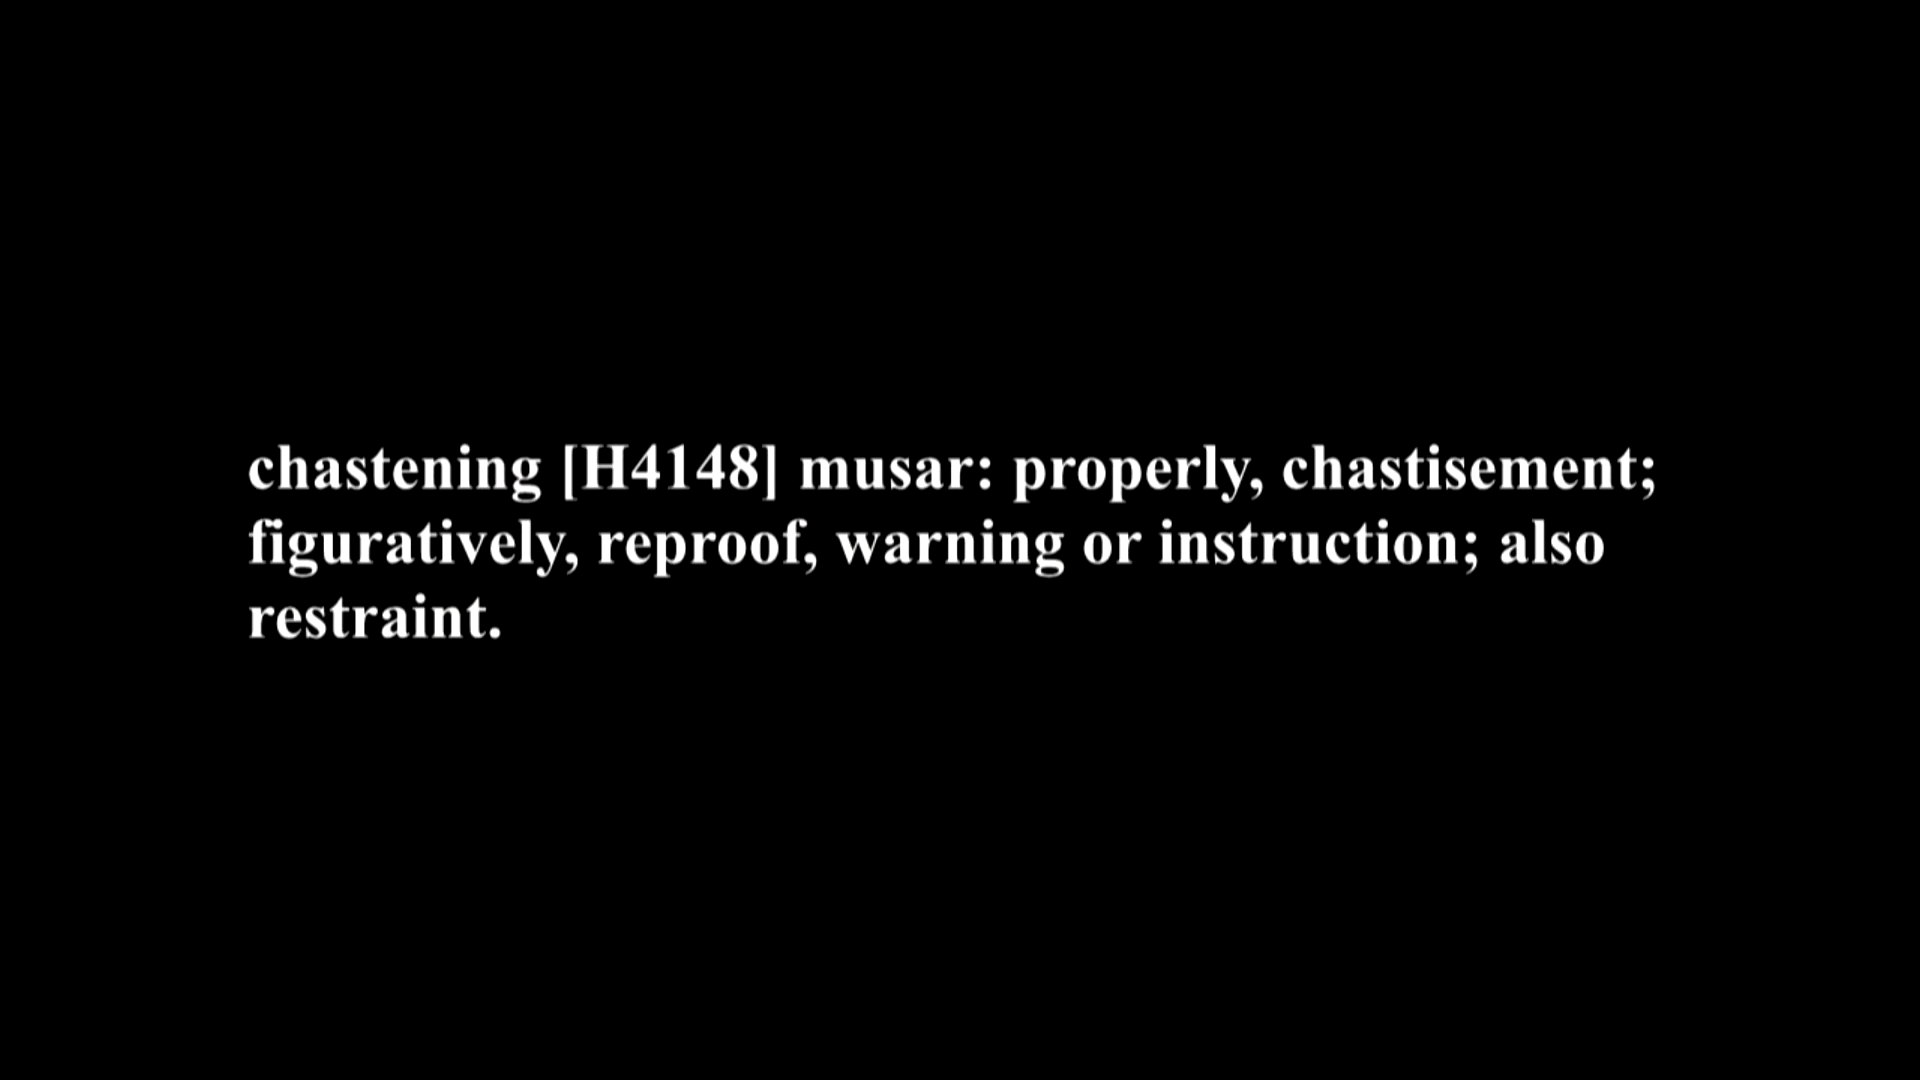 chastening [H4148] musar: properly, chastisement;
figuratively, reproof, warning or instruction; also
restraint.